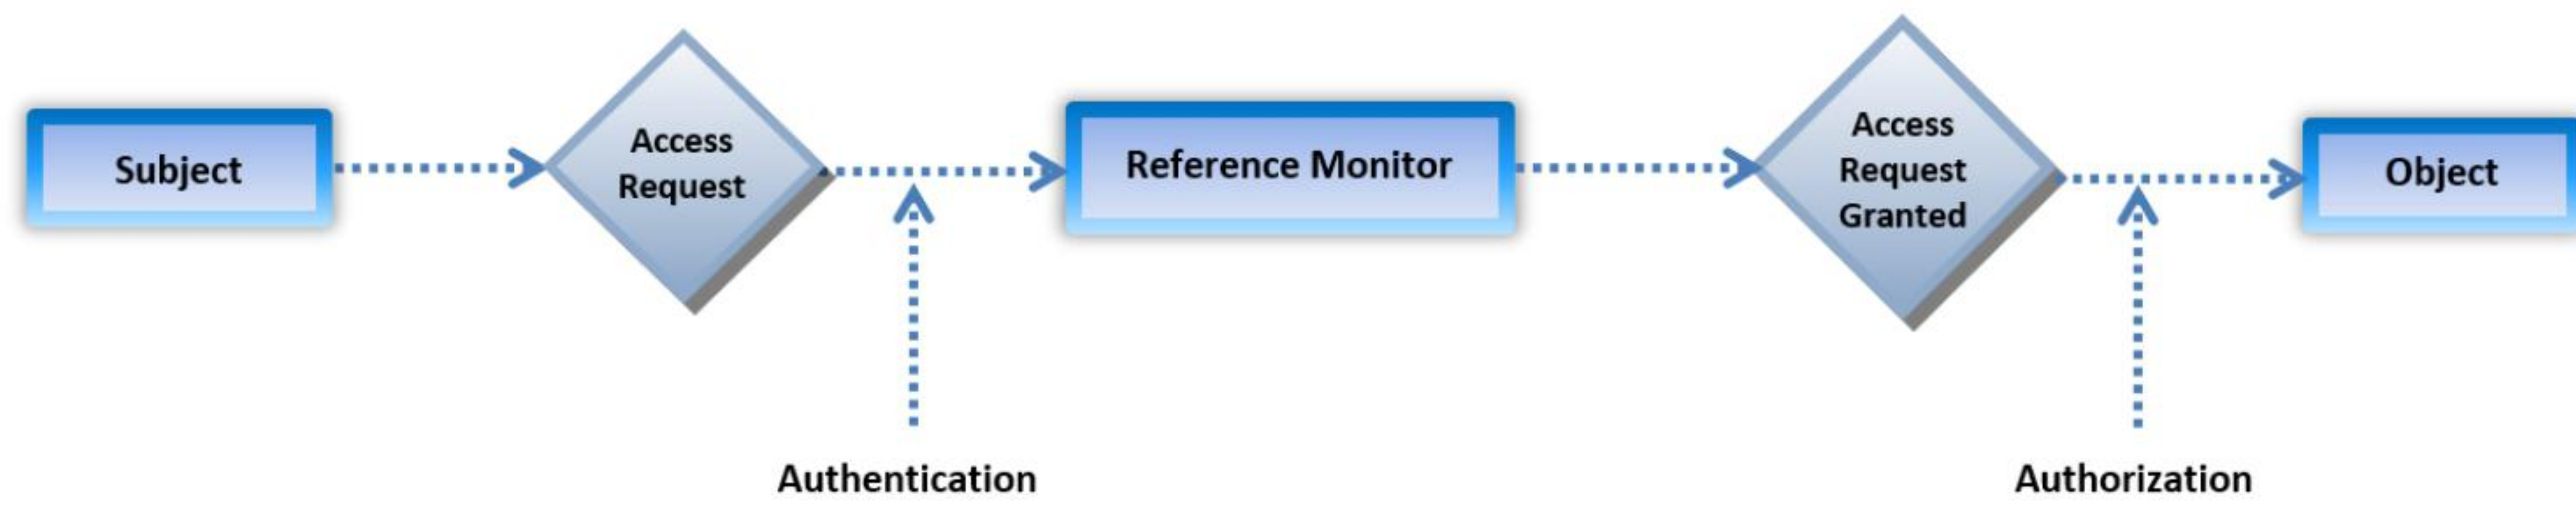 Subject
Access
Request
Reference Monitor
Access
Request
Granted
Object
Authentication
Authorization